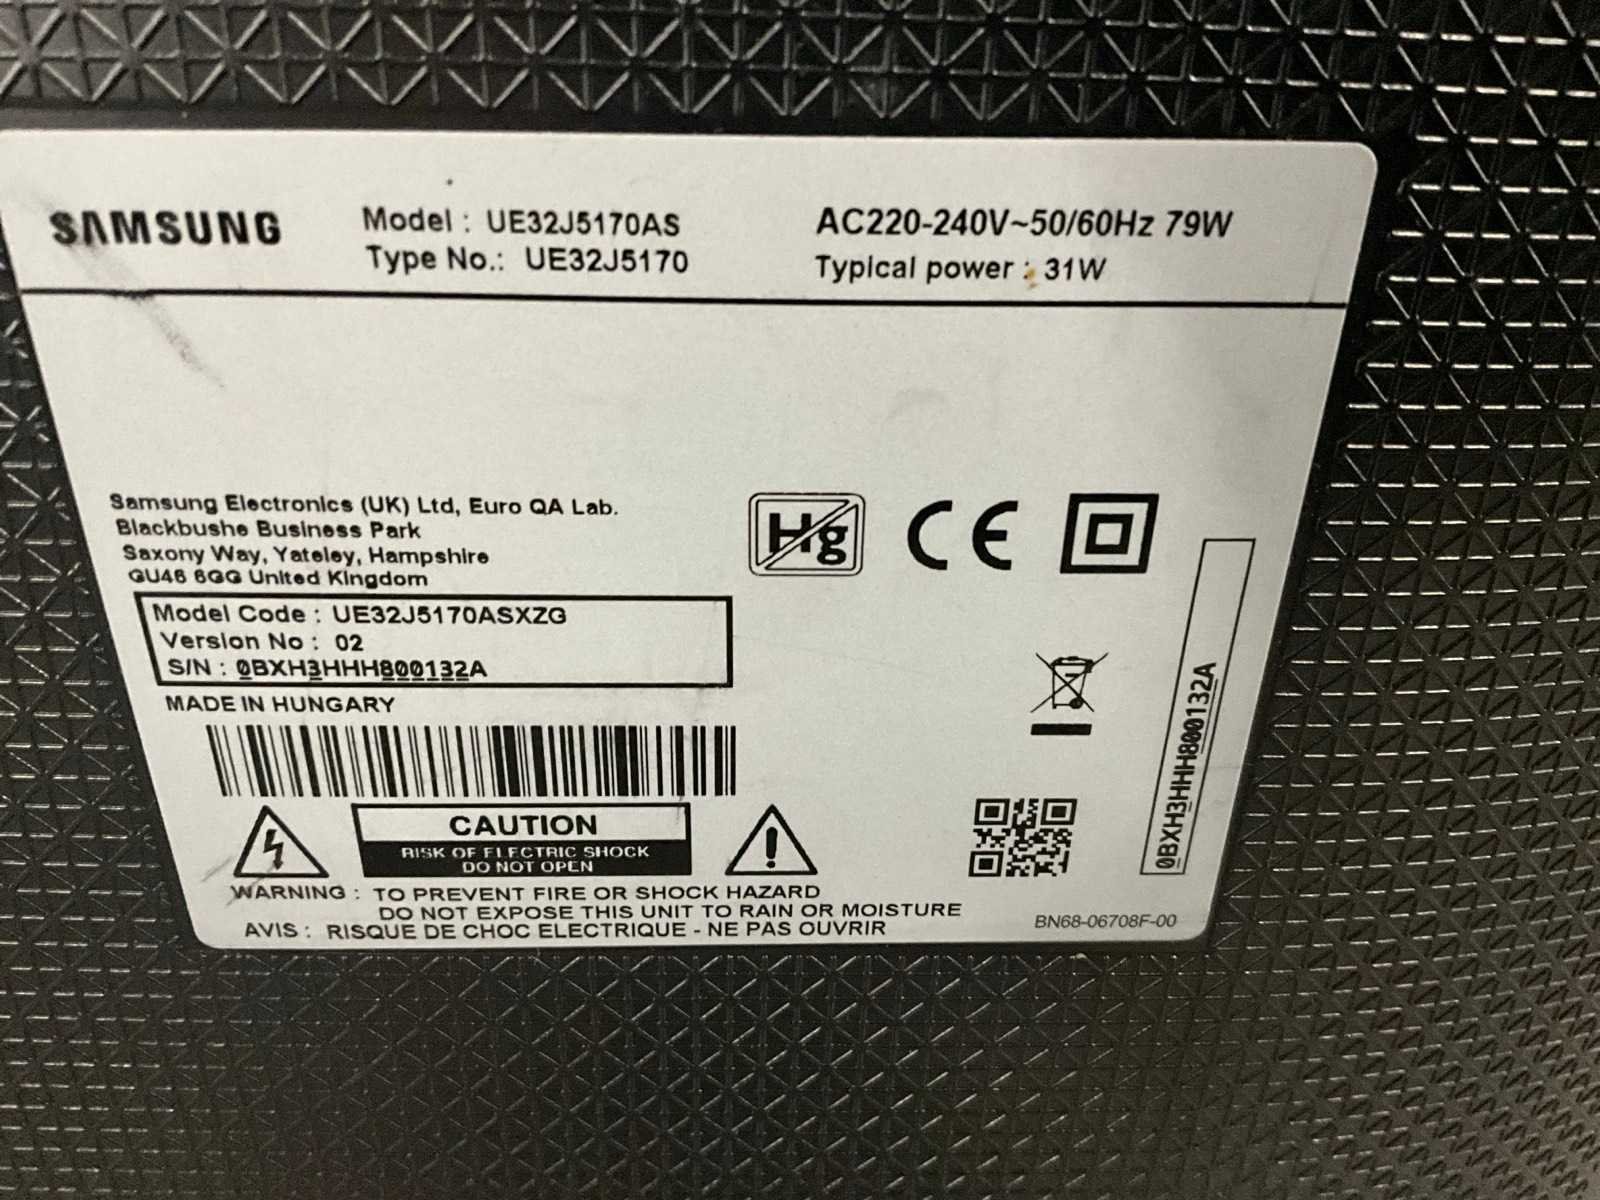 SAMSUNG
Model : UE32J5170AS
Type No.: UE32J5170
AC220-240V~50/60Hz 79W
Typical power : 31W
Samsung Electronics (UK) Ltd, Euro QA Lab.
Blackbushe Business Park
Saxony Way, Yateley, Hampshire
GU46 6GG United Kingdom
Hg
CE
Model Code : UE32J5170ASXZG
Version No : 02
S/N : 0BXH3HHH800132A
MADE IN HUNGARY
0BXH3HHH800132A
CAUTION
RISK OF ELECTRIC SHOCK
DO NOT OPEN
WARNING : TO PREVENT FIRE OR SHOCK HAZARD
DO NOT EXPOSE THIS UNIT TO RAIN OR MOISTURE
AVIS : RISQUE DE CHOC ELECTRIQUE - NE PAS OUVRIR
BN68-06708F-00